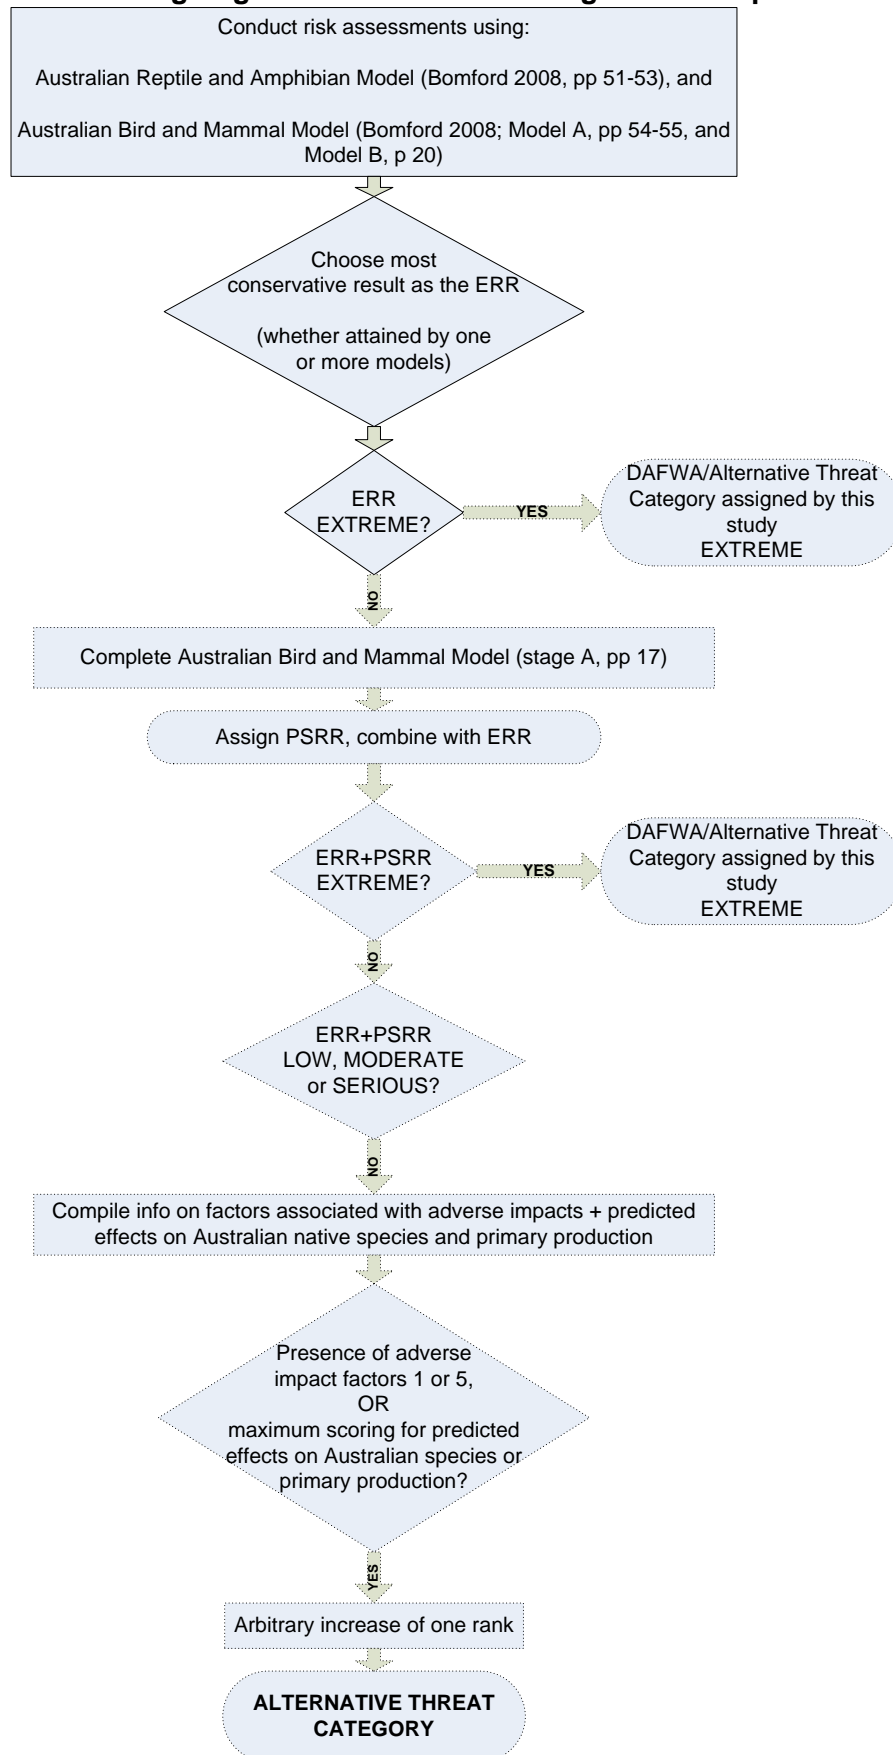 Conduct risk assessments using:
Australian Reptile and Amphibian Model (Bomford 2008, pp 51-53), and
Australian Bird and Mammal Model (Bomford 2008; Model A, pp 54-55, and
Model B, p 20)
Choose most
conservative result as the ERR
(whether attained by one
or more models)
ERR
EXTREME?
YES
DAFWA/Alternative Threat
Category assigned by this
study
EXTREME
NO
Complete Australian Bird and Mammal Model (stage A, pp 17)
Assign PSRR, combine with ERR
ERR+PSRR
EXTREME?
YES
DAFWA/Alternative Threat
Category assigned by this
study
EXTREME
NO
ERR+PSRR
LOW, MODERATE
or SERIOUS?
NO
Compile info on factors associated with adverse impacts + predicted
effects on Australian native species and primary production
Presence of adverse
impact factors 1 or 5,
OR
maximum scoring for predicted
effects on Australian species or
primary production?
YES
Arbitrary increase of one rank
ALTERNATIVE THREAT
CATEGORY